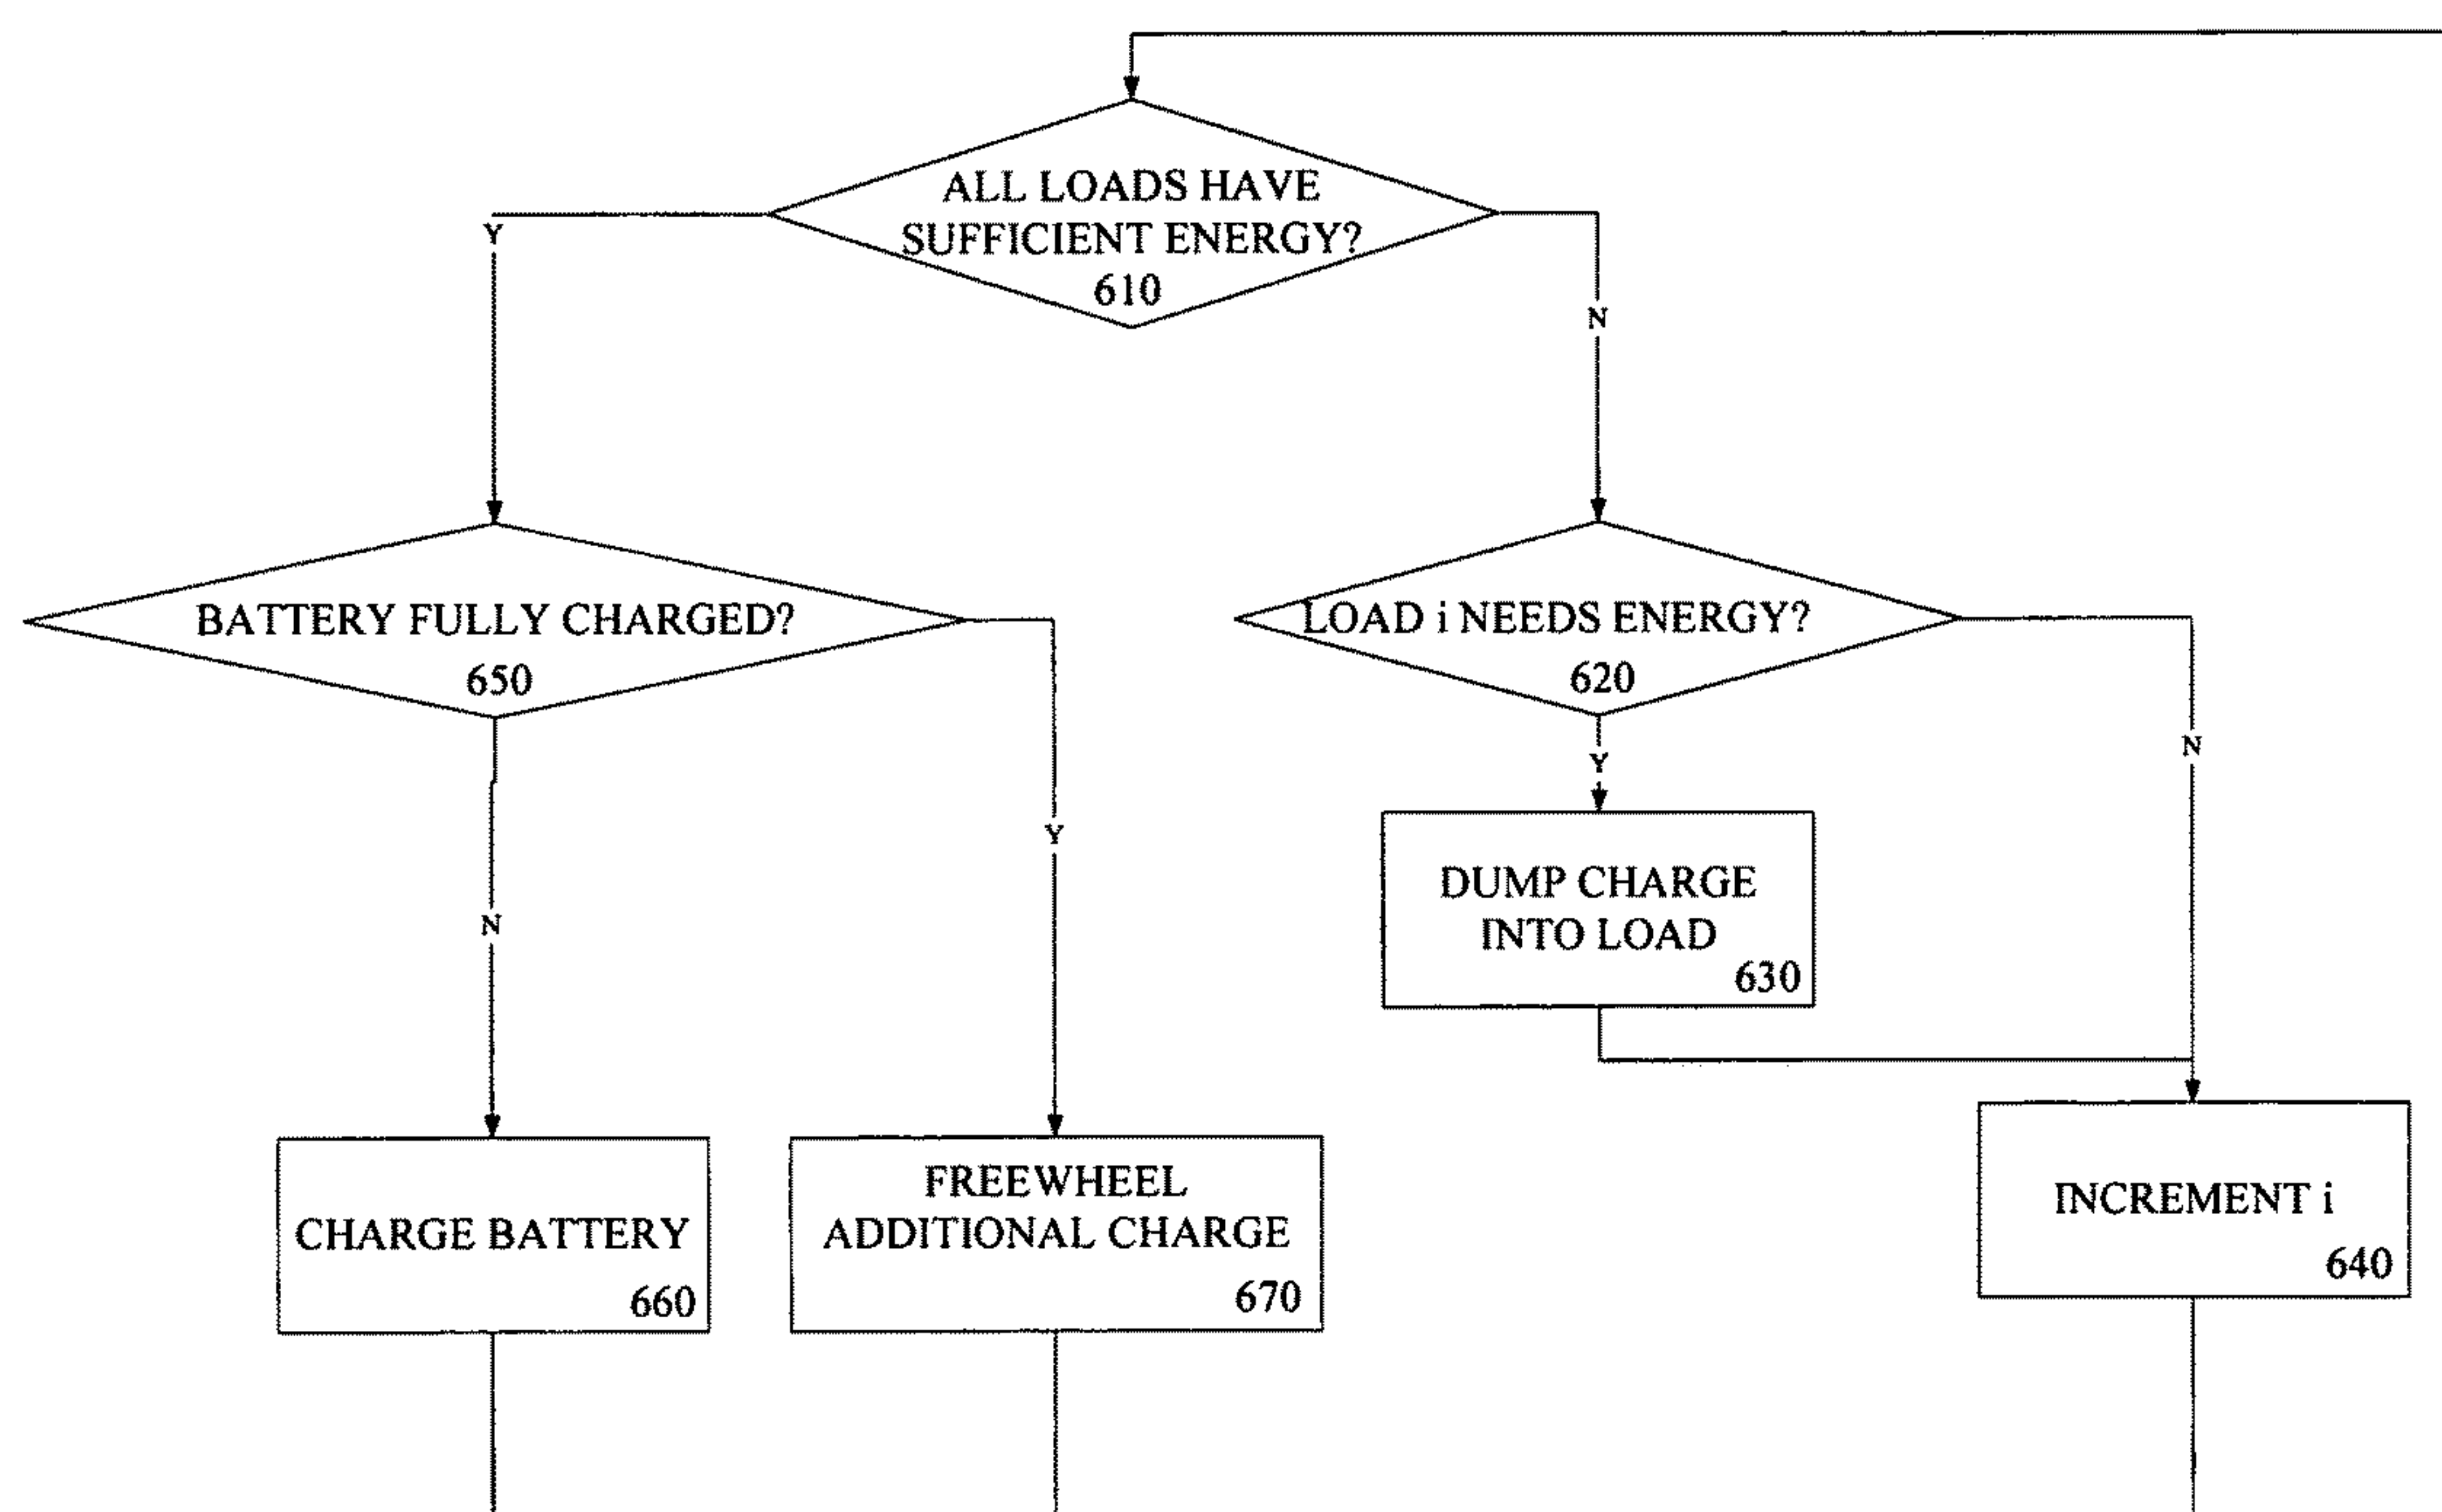 ALL LOADS HAVE
SUFFICIENT ENERGY?
610
Y
N
BATTERY FULLY CHARGED?
650
LOAD i NEEDS ENERGY?
620
Y
N
Y
N
DUMP CHARGE
INTO LOAD
630
CHARGE BATTERY
660
FREEWHEEL
ADDITIONAL CHARGE
670
INCREMENT i
640